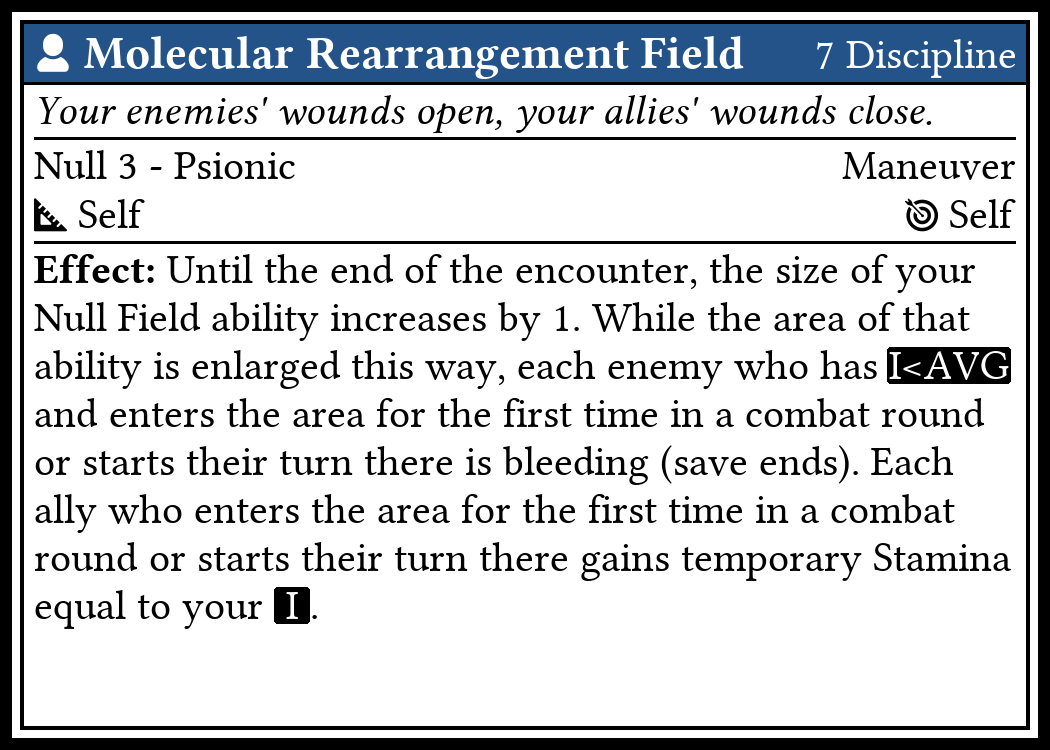 Molecular Rearrangement Field 7 Discipline
Your enemies' wounds open, your allies' wounds close.
Null 3 - Psionic Maneuver
Self Self
Effect: Until the end of the encounter, the size of your
Null Field ability increases by 1. While the area of that
ability is enlarged this way, each enemy who has I<AVG
and enters the area for the first time in a combat round
or starts their turn there is bleeding (save ends). Each
ally who enters the area for the first time in a combat
round or starts their turn there gains temporary Stamina
equal to your I.